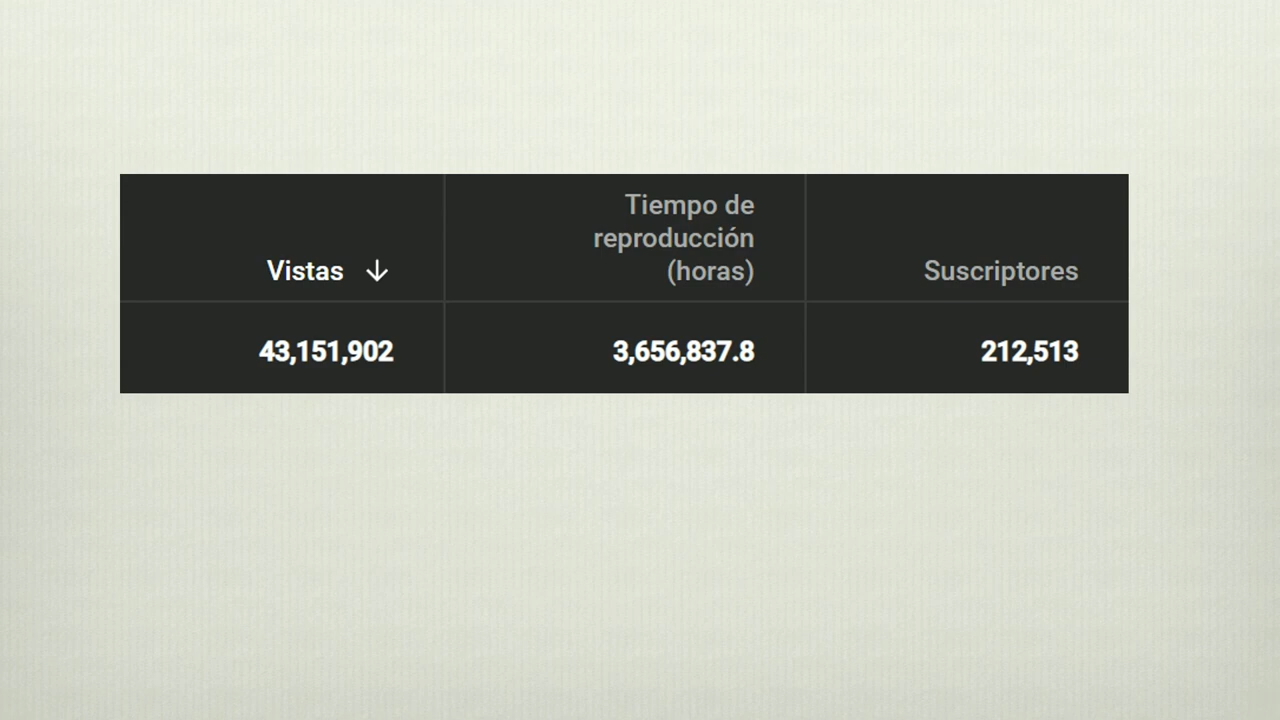 Vistas ↓
Tiempo de
reproducción
(horas)
Suscriptores
43,151,902
3,656,837.8
212,513